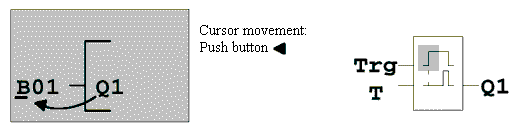 Cursor movement:
Push button
B01 Q1
Trg
T Q1